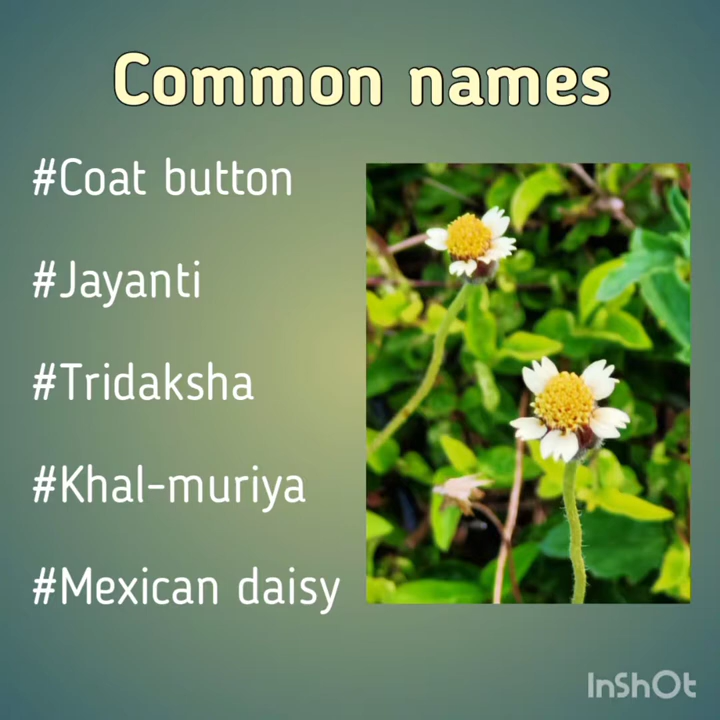 Common names
#Coat button
#Jayanti
#Tridaksha
#Khal-muriya
#Mexican daisy
InShOt